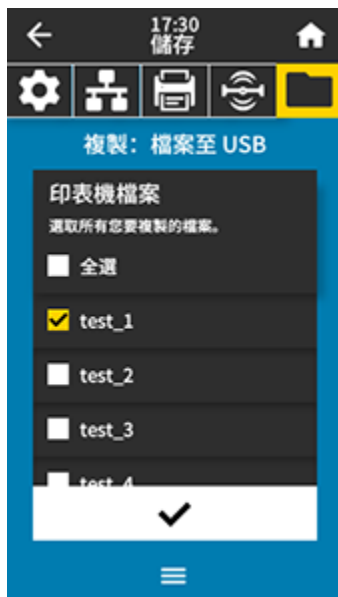 17:30
儲存
複製：檔案至 USB
印表機檔案
選取所有您要複製的檔案。
全選
test_1
test_2
test_3
test_4